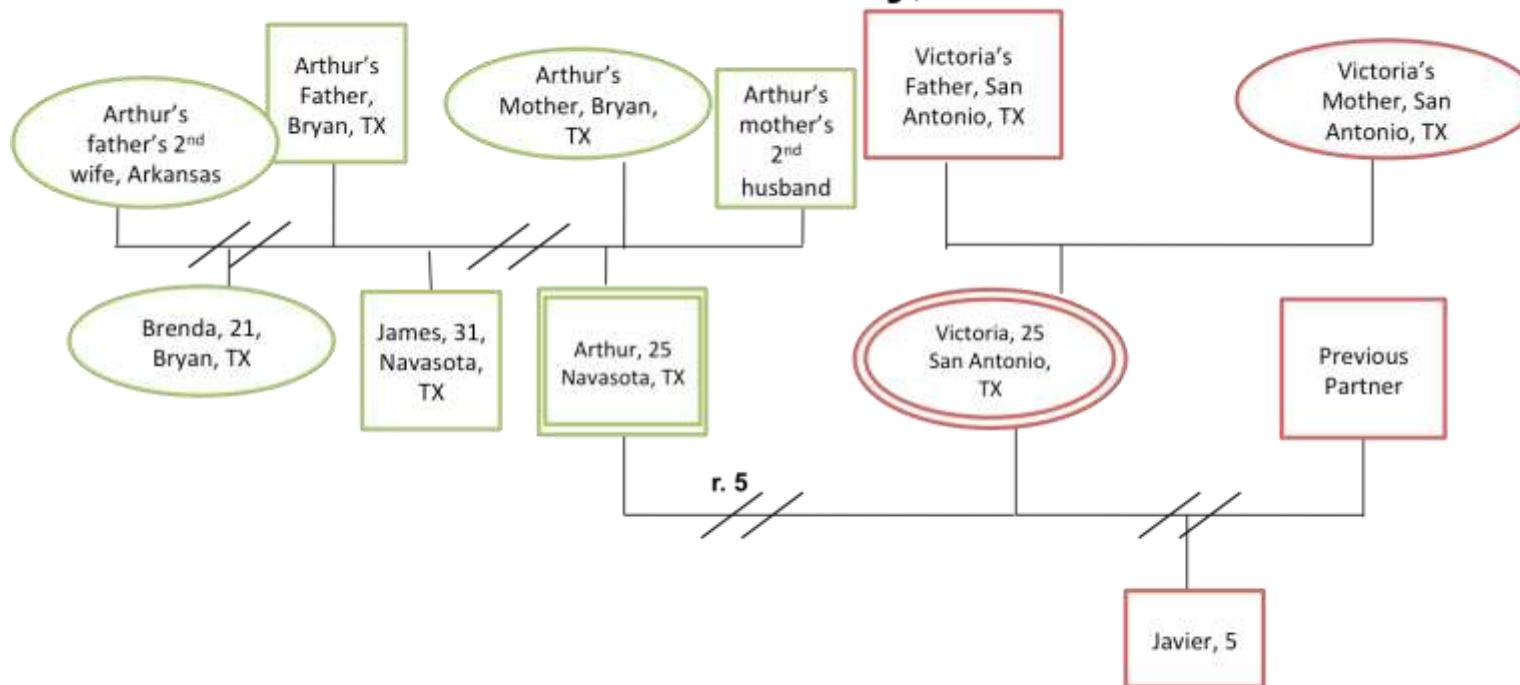 Arthur's
father's 2nd
wife, Arkansas
Arthur's
Father,
Bryan, TX
Arthur's
Mother, Bryan,
TX
Arthur's
mother's
2nd
husband
Victoria's
Father, San
Antonio, TX
Victoria's
Mother, San
Antonio, TX
Brenda, 21,
Bryan, TX
James, 31,
Navasota,
TX
Arthur, 25
Navasota, TX
Victoria, 25
San Antonio,
TX
Previous
Partner
r. 5
Javier, 5